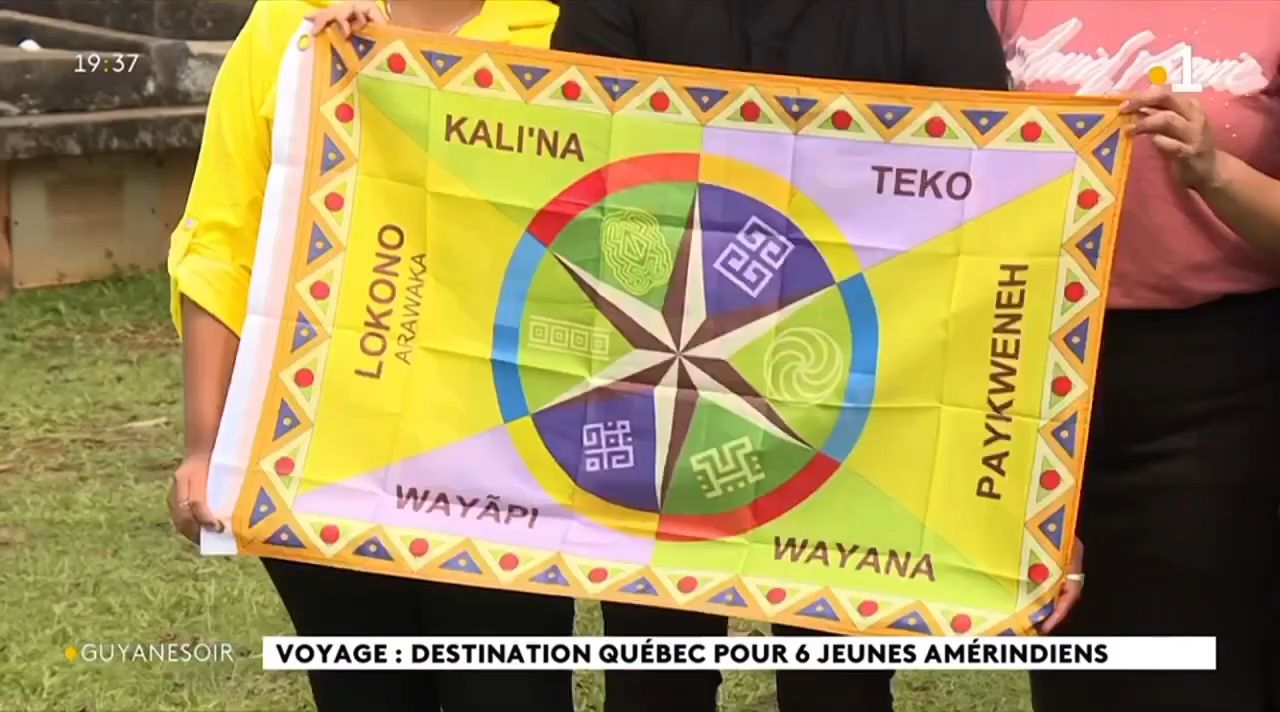 19:37
1
KALI'NA
TEKO
LOKONO
ARAWAKA
PAYKWENEH
WAYÃPI
WAYANA
GUYANESOIR
VOYAGE : DESTINATION QUÉBEC POUR 6 JEUNES AMÉRINDIENS